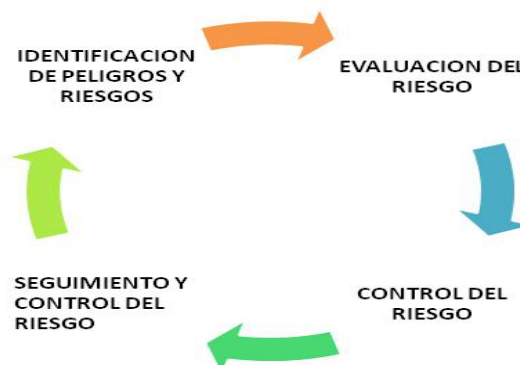 IDENTIFICACION
DE PELIGROS Y
RIESGOS
EVALUACION DEL
RIESGO
CONTROL DEL
RIESGO
SEGUIMIENTO Y
CONTROL DEL
RIESGO